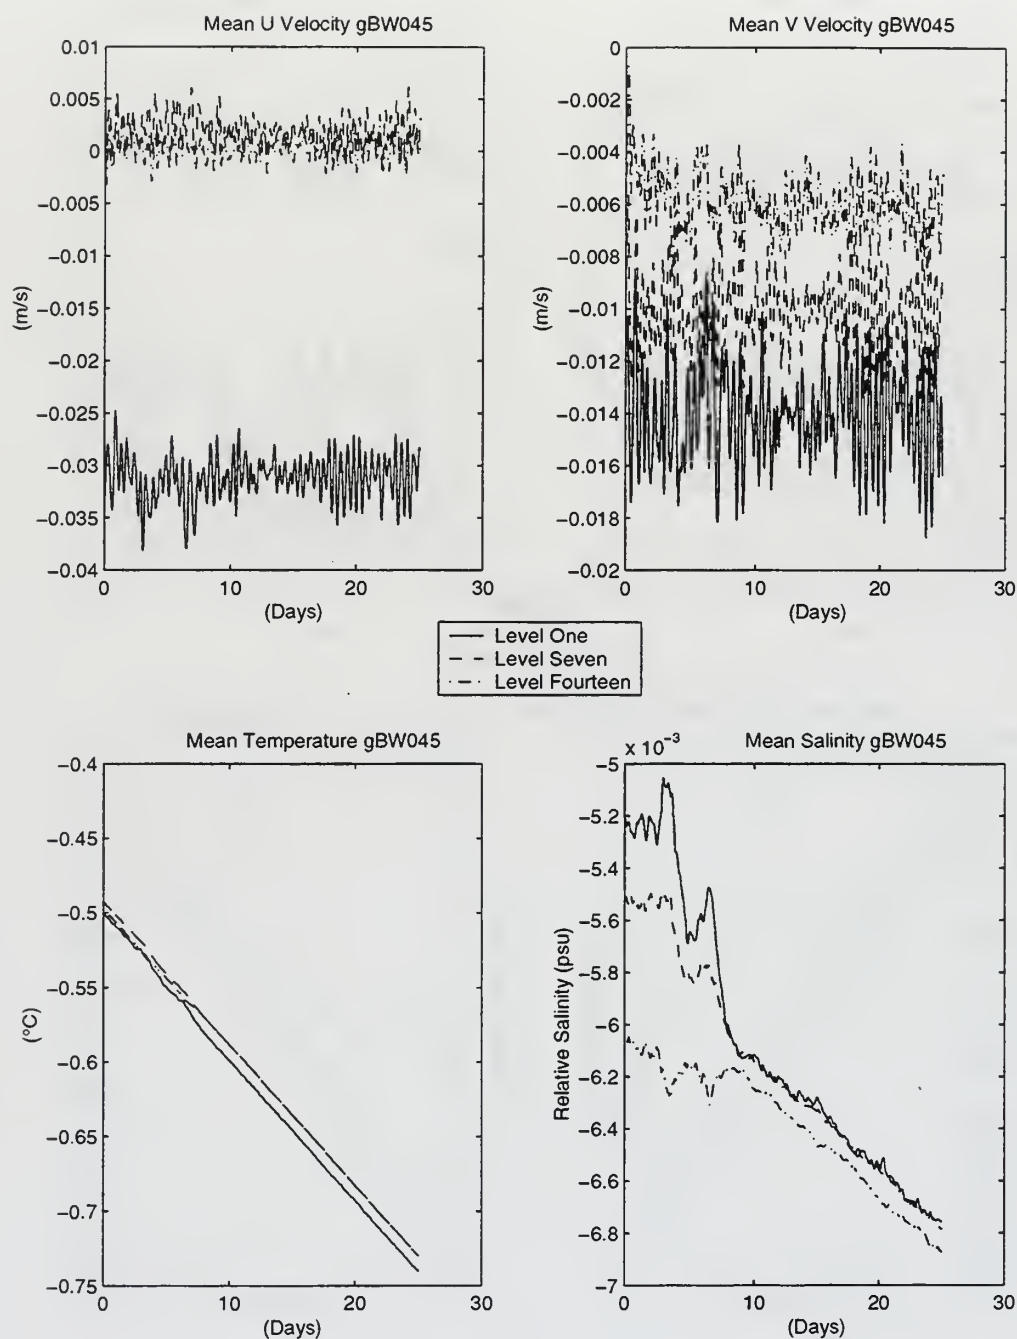 Mean U Velocity gBW045
0.01
0.005
0
−0.005
−0.01
−0.015
−0.02
−0.025
−0.03
−0.035
−0.04
(m/s)
0 10 20 30
(Days)
Mean V Velocity gBW045
0
−0.002
−0.004
−0.006
−0.008
−0.01
−0.012
−0.014
−0.016
−0.018
−0.02
(m/s)
0 10 20 30
(Days)
Level One
Level Seven
Level Fourteen
Mean Temperature gBW045
−0.4
−0.45
−0.5
−0.55
−0.6
−0.65
−0.7
−0.75
(°C)
0 10 20 30
(Days)
x 10⁻³ Mean Salinity gBW045
−5
−5.2
−5.4
−5.6
−5.8
−6
−6.2
−6.4
−6.6
−6.8
−7
Relative Salinity (psu)
0 10 20 30
(Days)